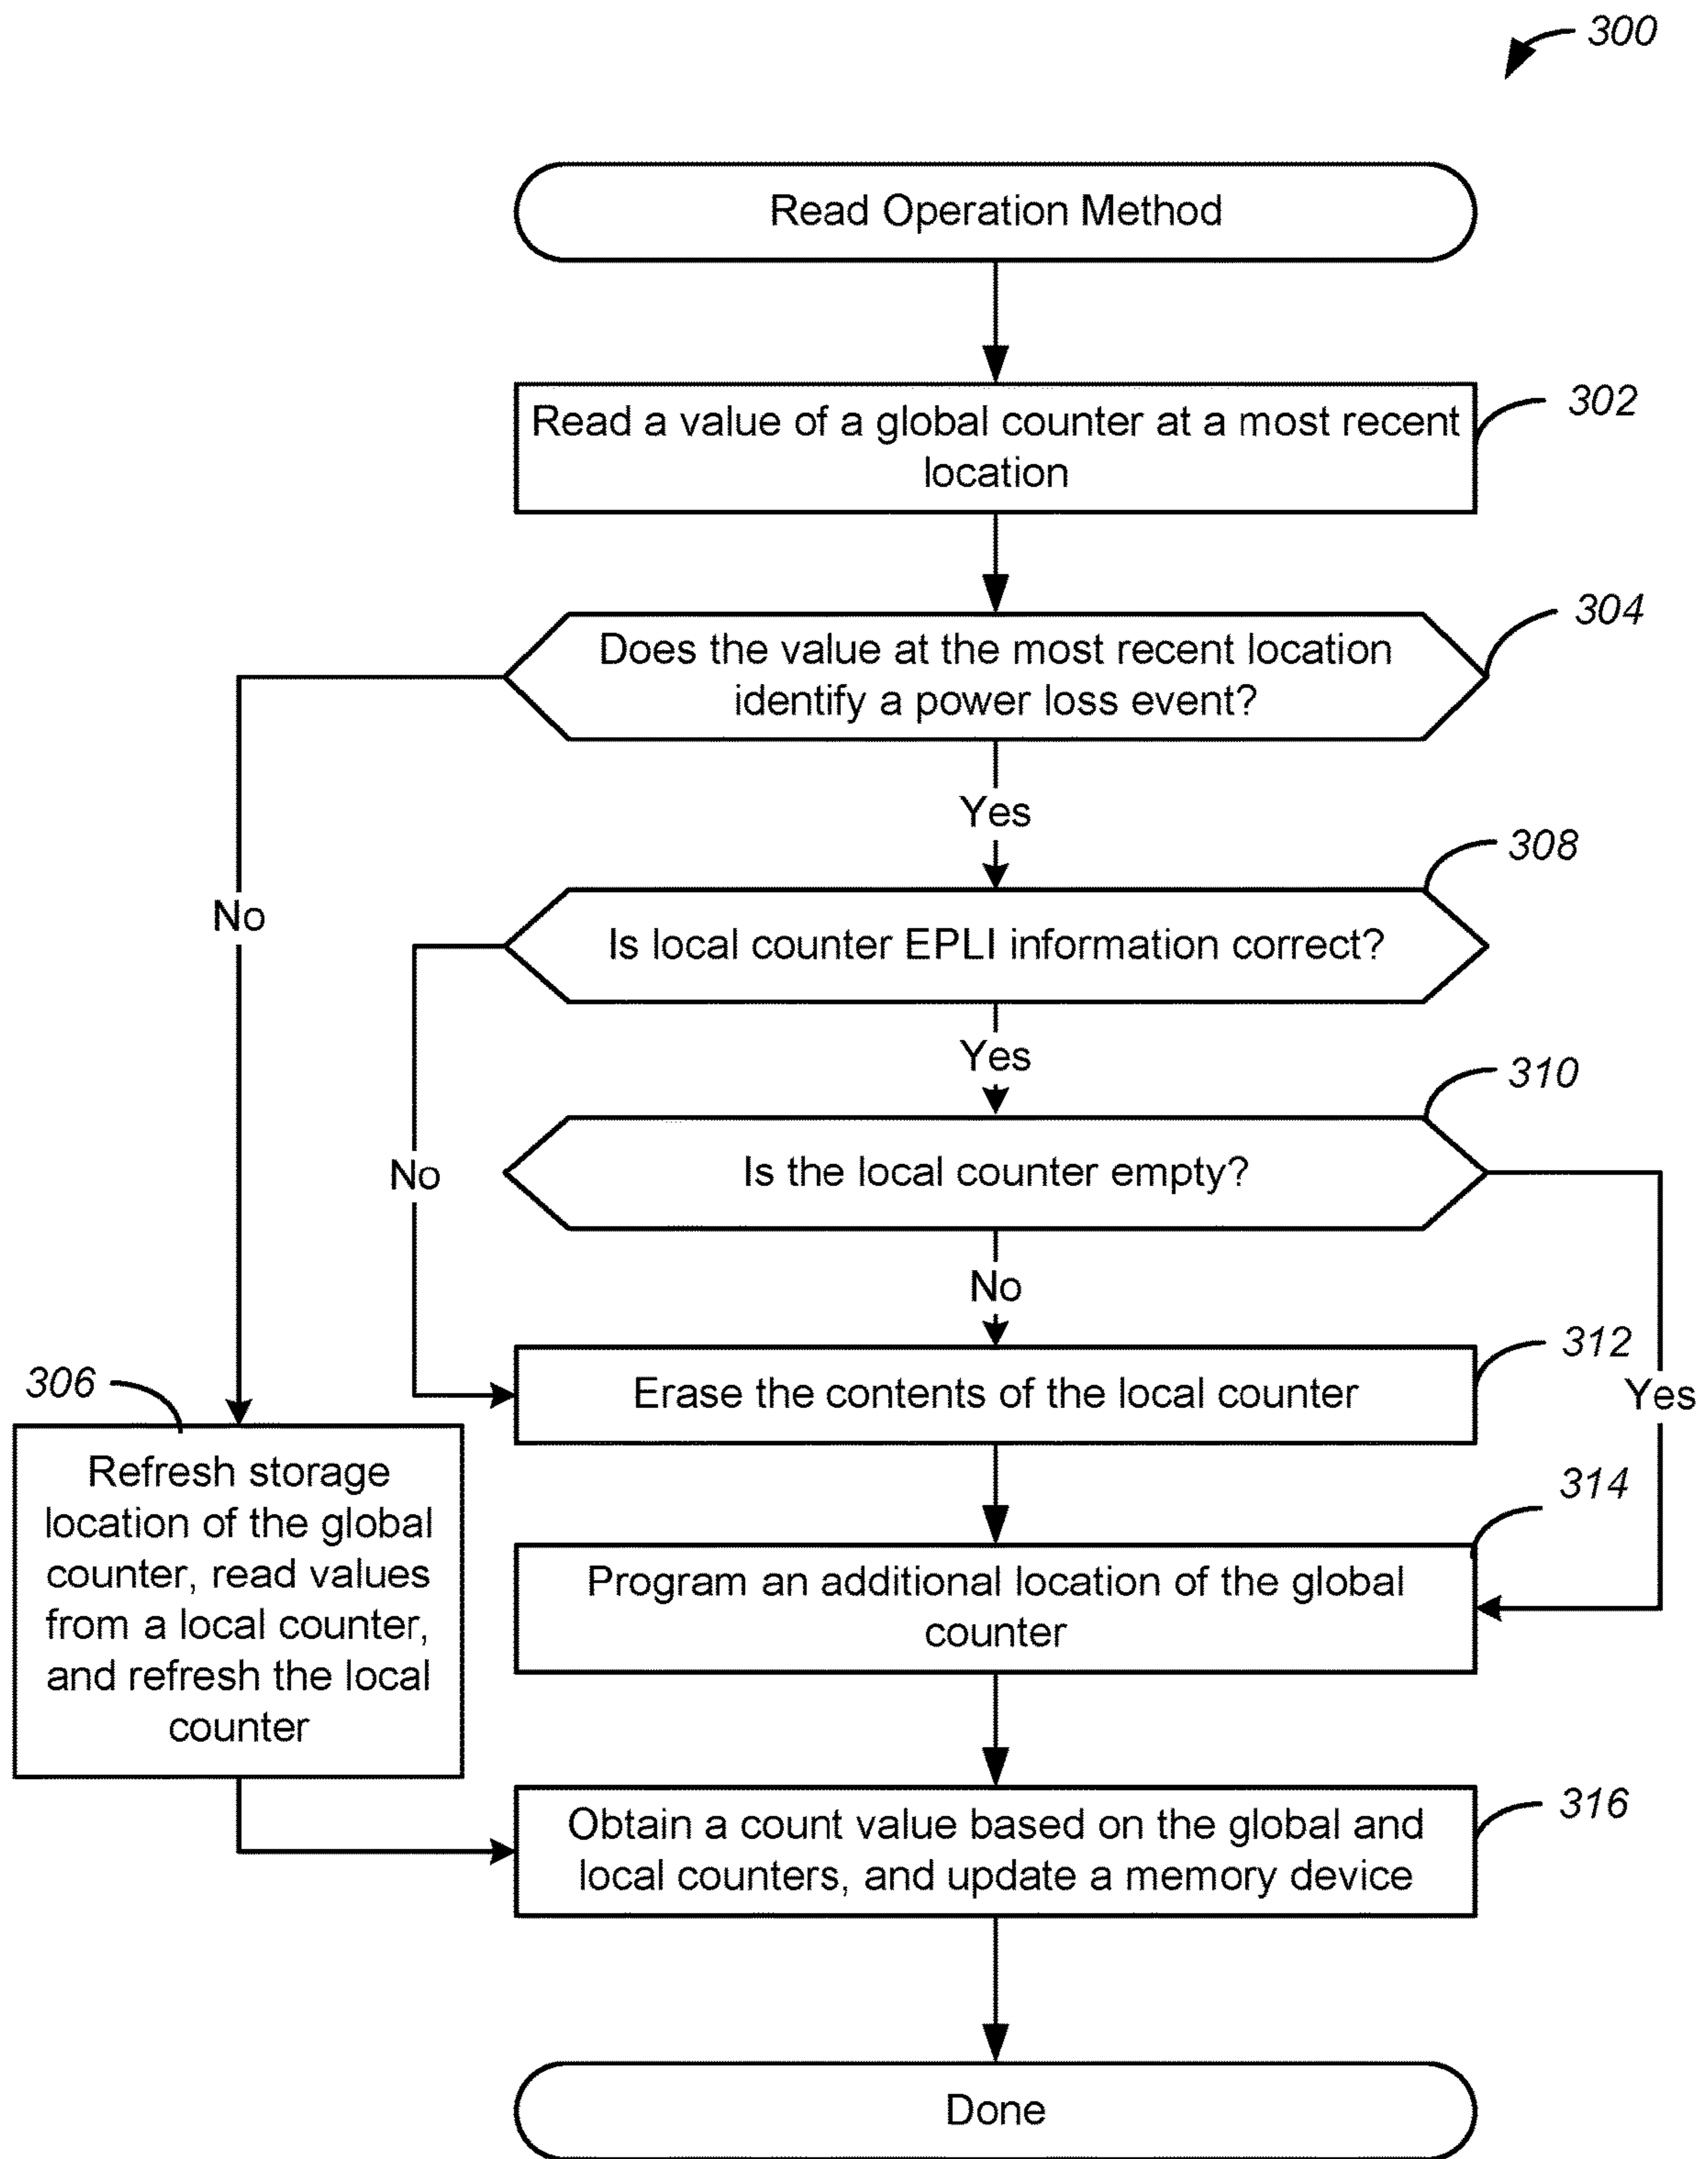 300
Read Operation Method
Read a value of a global counter at a most recent
location
302
Does the value at the most recent location
identify a power loss event?
304
Yes
No
Is local counter EPLI information correct?
308
Yes
No
Is the local counter empty?
310
No
Yes
Erase the contents of the local counter
312
306
Refresh storage
location of the global
counter, read values
from a local counter,
and refresh the local
counter
Program an additional location of the global
counter
314
Obtain a count value based on the global and
local counters, and update a memory device
316
Done